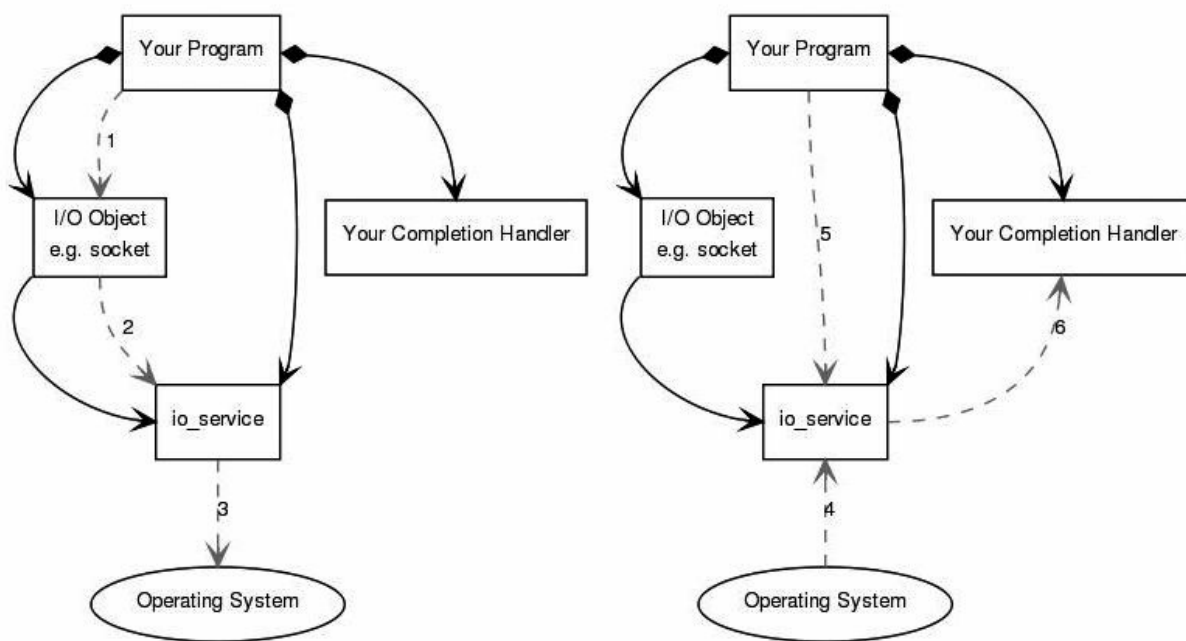 Your Program
1
I/O Object
e.g. socket
Your Completion Handler
2
io_service
3
Operating System
Your Program
5
I/O Object
e.g. socket
Your Completion Handler
6
io_service
4
Operating System